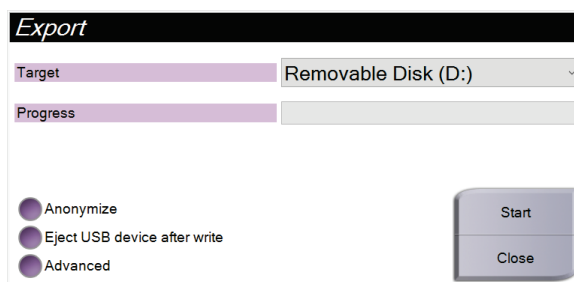 Export
Target
Removable Disk (D:)
Progress
Anonymize
Eject USB device after write
Advanced
Start
Close